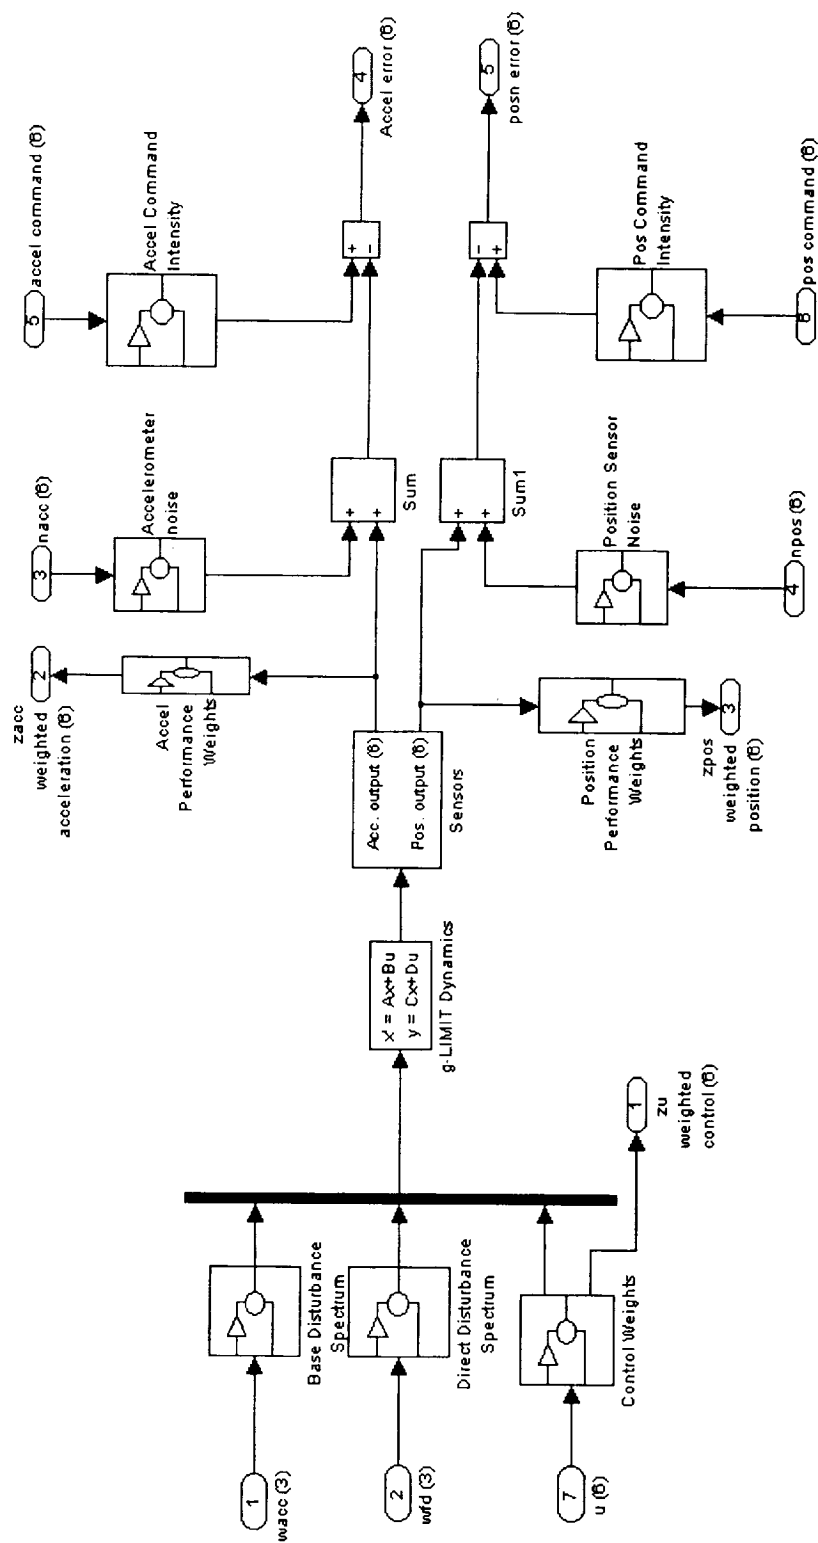 1
wacc (3)
Base Disturbance
Spectrum
2
wfd (3)
Direct Disturbance
Spectrum
7
u (6)
Control Weights
1
zu
weighted
control (6)
x' = Ax+Bu
y = Cx+Du
g-LIMIT Dynamics
Acc. output (6)
Pos. output (6)
Sensors
zacc
weighted
acceleration (6)
2
Accel
Performance
Weights
Position
Performance
Weights
3
zpos
weighted
position (6)
3
nacc (6)
Accelerometer
noise
+
+
Sum
+
+
Sum1
Position Sensor
Noise
4
npos (6)
5
accel command (6)
Accel Command
Intensity
+
−
4
Accel error (6)
−
+
5
posn error (6)
Pos Command
Intensity
6
pos command (6)